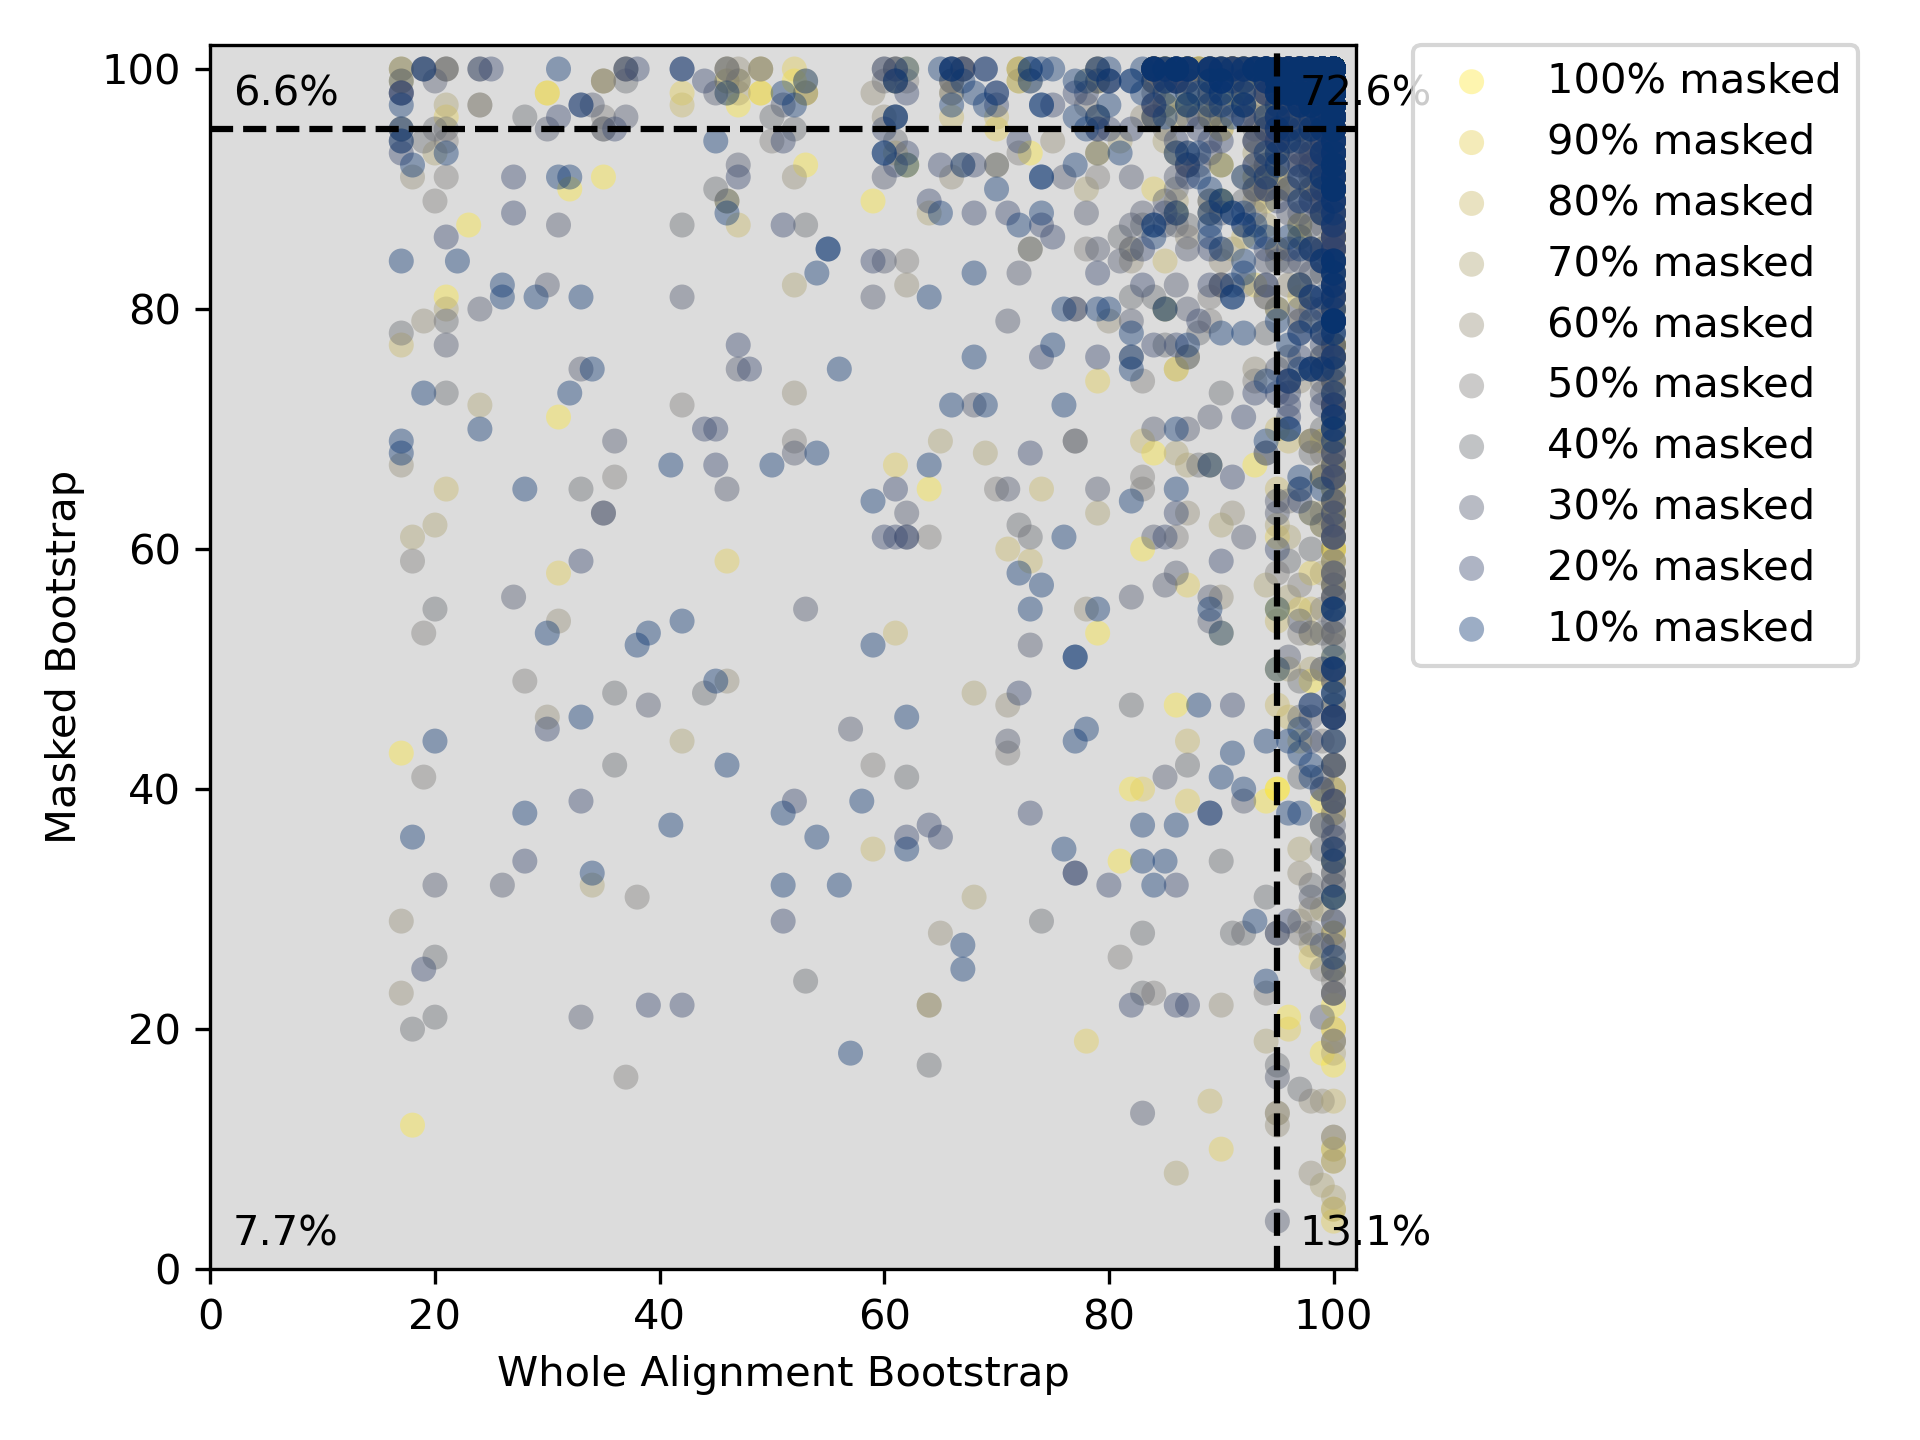 100
80
60
40
20
0
Masked Bootstrap
6.6%
72.6%
7.7%
13.1%
0 20 40 60 80 100
Whole Alignment Bootstrap
100% masked
90% masked
80% masked
70% masked
60% masked
50% masked
40% masked
30% masked
20% masked
10% masked